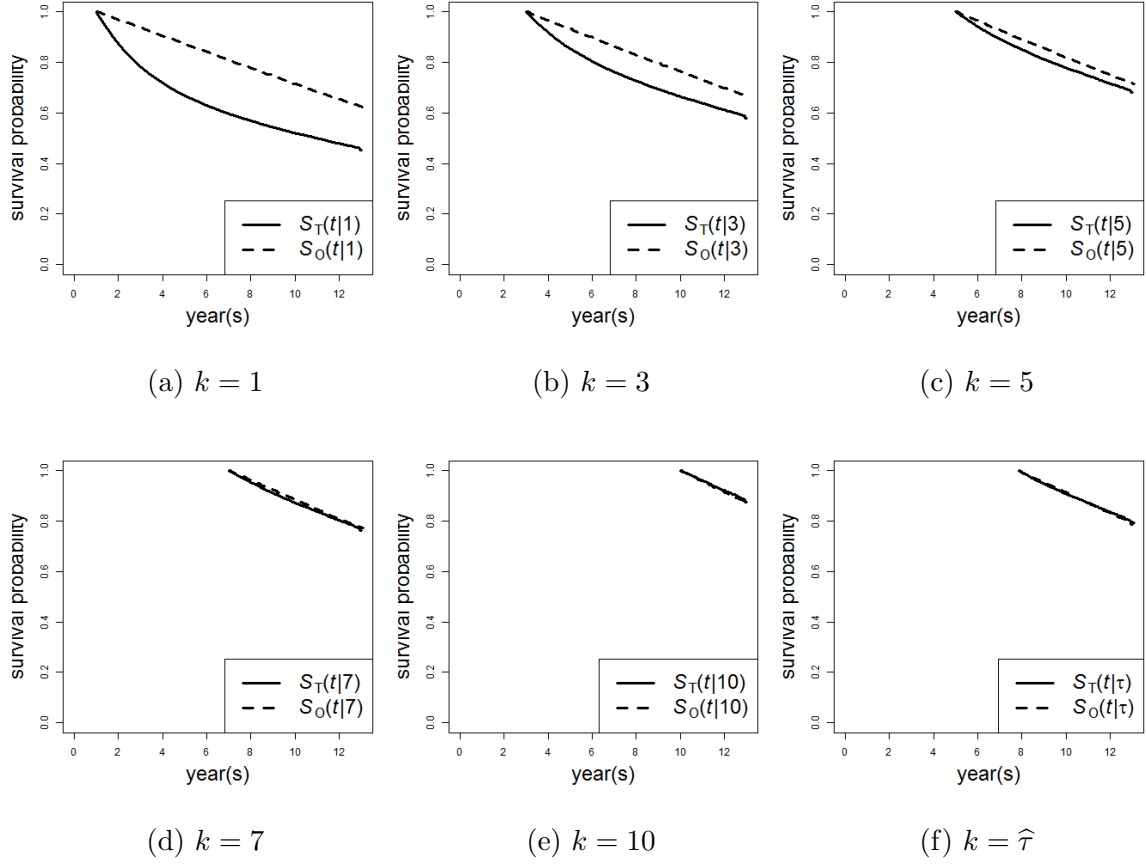 1.0
0.8
0.6
0.4
0.2
0.0
survival probability
0 2 4 6 8 10 12
year(s)
S_T(t|1)
S_O(t|1)
(a) k = 1
1.0
0.8
0.6
0.4
0.2
0.0
survival probability
0 2 4 6 8 10 12
year(s)
S_T(t|3)
S_O(t|3)
(b) k = 3
1.0
0.8
0.6
0.4
0.2
0.0
survival probability
0 2 4 6 8 10 12
year(s)
S_T(t|5)
S_O(t|5)
(c) k = 5
1.0
0.8
0.6
0.4
0.2
0.0
survival probability
0 2 4 6 8 10 12
year(s)
S_T(t|7)
S_O(t|7)
(d) k = 7
1.0
0.8
0.6
0.4
0.2
0.0
survival probability
0 2 4 6 8 10 12
year(s)
S_T(t|10)
S_O(t|10)
(e) k = 10
1.0
0.8
0.6
0.4
0.2
0.0
survival probability
0 2 4 6 8 10 12
year(s)
S_T(t|τ)
S_O(t|τ)
(f) k = τ̂